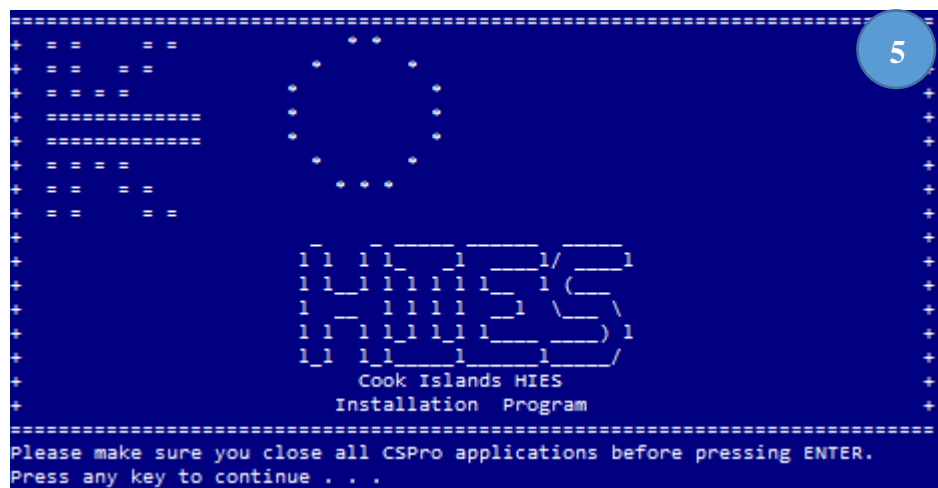 5
HIES
Cook Islands HIES
Installation Program
Please make sure you close all CSPro applications before pressing ENTER.
Press any key to continue . . .